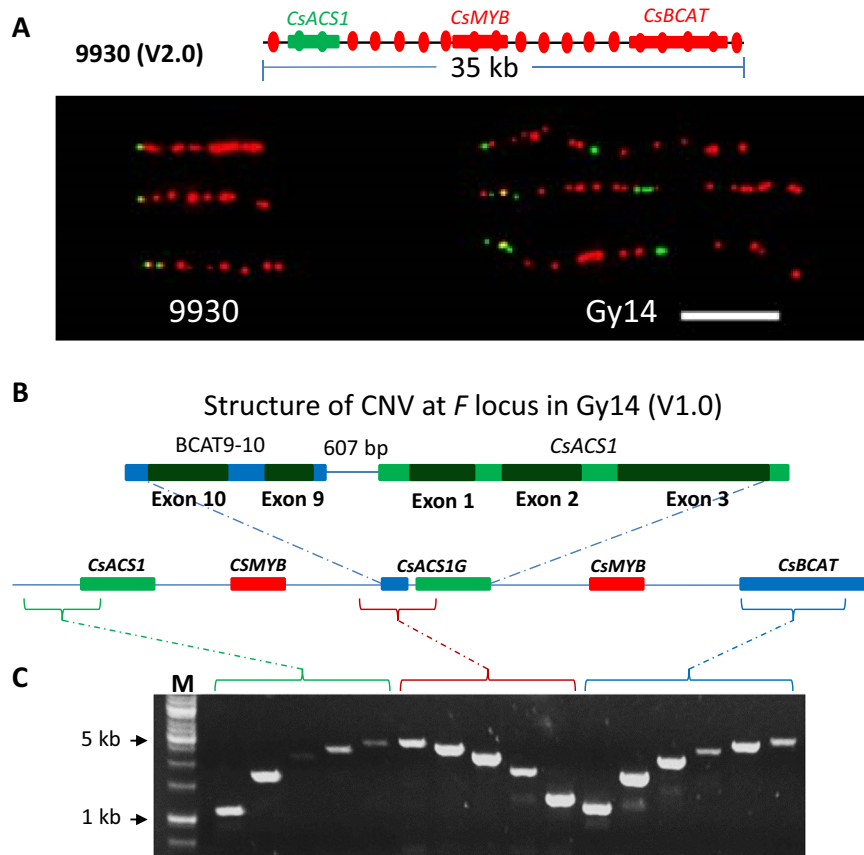 A
CsACS1
CsMYB
CsBCAT
9930 (V2.0)
35 kb
9930
Gy14
B
Structure of CNV at F locus in Gy14 (V1.0)
BCAT9-10
607 bp
CsACS1
Exon 10
Exon 9
Exon 1
Exon 2
Exon 3
CsACS1
CSMYB
CsACS1G
CsMYB
CsBCAT
C
M
5 kb
1 kb